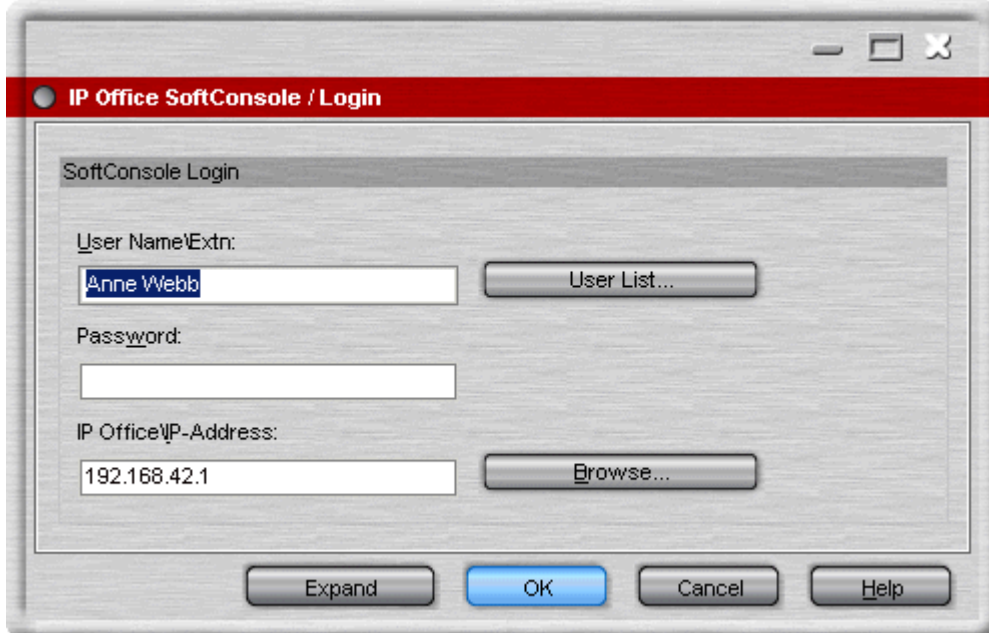 IP Office SoftConsole / Login
SoftConsole Login
User Name\Extn:
Anne Webb
User List...
Password:
IP Office\IP-Address:
192.168.42.1
Browse...
Expand
OK
Cancel
Help